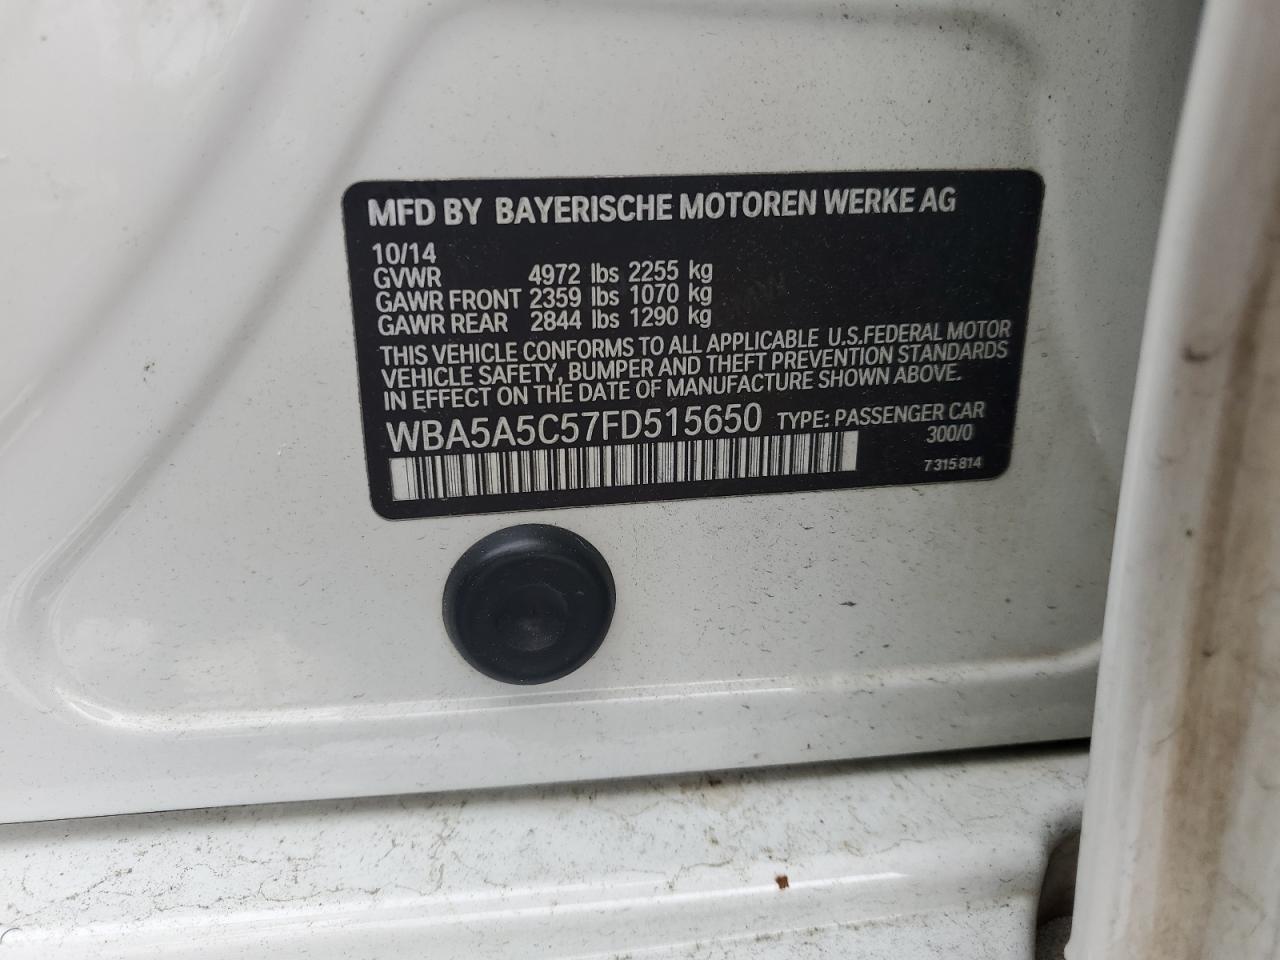 MFD BY BAYERISCHE MOTOREN WERKE AG
10/14
GVWR 4972 lbs 2255 kg
GAWR FRONT 2359 lbs 1070 kg
GAWR REAR 2844 lbs 1290 kg
THIS VEHICLE CONFORMS TO ALL APPLICABLE U.S.FEDERAL MOTOR
VEHICLE SAFETY, BUMPER AND THEFT PREVENTION STANDARDS
IN EFFECT ON THE DATE OF MANUFACTURE SHOWN ABOVE.
WBA5A5C57FD515650 TYPE: PASSENGER CAR
300/0
7 315 814